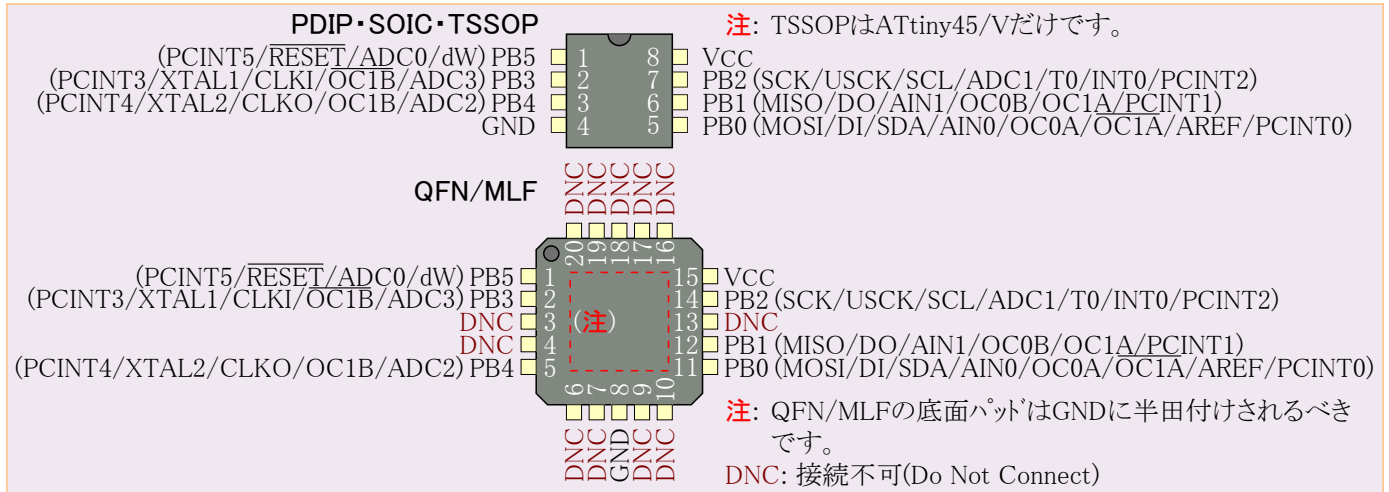 PDIP・SOIC・TSSOP
注: TSSOPはATtiny45/Vだけです。
(PCINT5/RESET/ADC0/dW) PB5 1
8 VCC
(PCINT3/XTAL1/CLKI/OC1B/ADC3) PB3 2
7 PB2 (SCK/USCK/SCL/ADC1/T0/INT0/PCINT2)
(PCINT4/XTAL2/CLKO/OC1B/ADC2) PB4 3
6 PB1 (MISO/DO/AIN1/OC0B/OC1A/PCINT1)
GND 4
5 PB0 (MOSI/DI/SDA/AIN0/OC0A/OC1A/AREF/PCINT0)
QFN/MLF
DNC DNC DNC DNC DNC
20 19 18 17 16
(PCINT5/RESET/ADC0/dW) PB5 1
15 VCC
(PCINT3/XTAL1/CLKI/OC1B/ADC3) PB3 2
14 PB2 (SCK/USCK/SCL/ADC1/T0/INT0/PCINT2)
DNC 3
(注)
13 DNC
DNC 4
12 PB1 (MISO/DO/AIN1/OC0B/OC1A/PCINT1)
(PCINT4/XTAL2/CLKO/OC1B/ADC2) PB4 5
11 PB0 (MOSI/DI/SDA/AIN0/OC0A/OC1A/AREF/PCINT0)
6 7 8 9 10
DNC DNC GND DNC DNC
注: QFN/MLFの底面パッドはGNDに半田付けされるべき
です。
DNC: 接続不可(Do Not Connect)